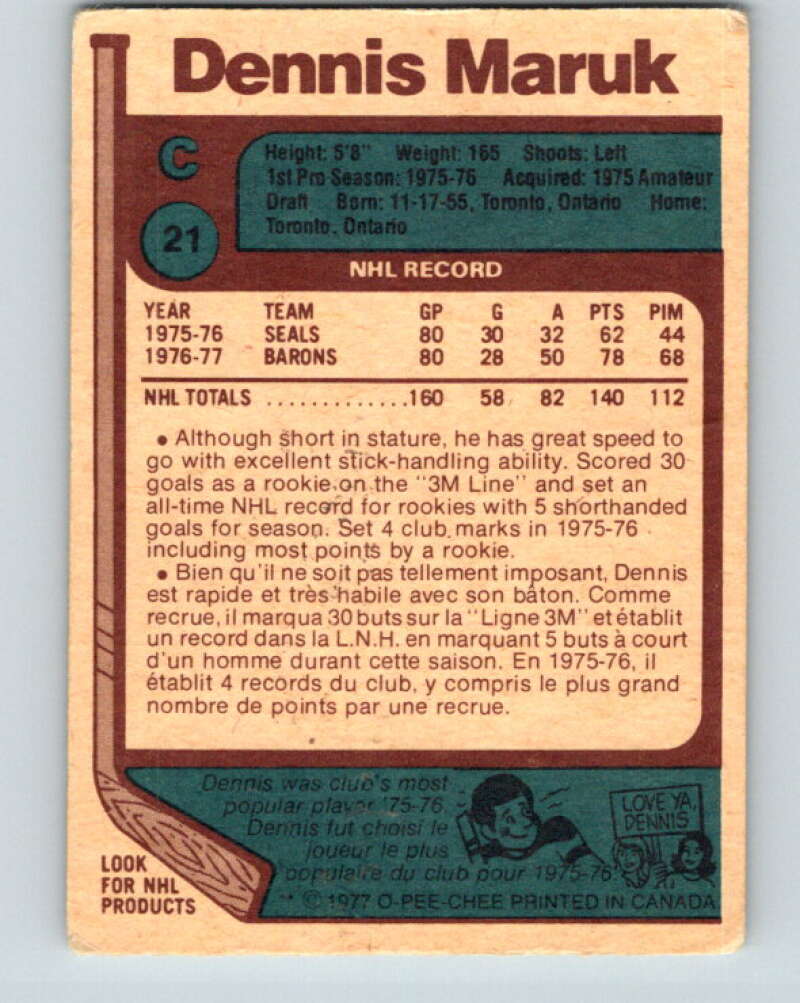 Dennis Maruk
C
Height: 5'8" Weight: 165 Shoots: Left
1st Pro Season: 1975-76 Acquired: 1975 Amateur
Draft Born: 11-17-55, Toronto, Ontario Home:
Toronto, Ontario
21
NHL RECORD
YEAR TEAM GP G A PTS PIM
1975-76 SEALS 80 30 32 62 44
1976-77 BARONS 80 28 50 78 68
NHL TOTALS .............160 58 82 140 112
• Although short in stature, he has great speed to
go with excellent stick-handling ability. Scored 30
goals as a rookie on the "3M Line" and set an
all-time NHL record for rookies with 5 shorthanded
goals for season. Set 4 club marks in 1975-76
including most points by a rookie.
• Bien qu'il ne soit pas tellement imposant, Dennis
est rapide et très habile avec son bâton. Comme
recrue, il marqua 30 buts sur la "Ligne 3M" et établit
un record dans la L.N.H. en marquant 5 buts à court
d'un homme durant cette saison. En 1975-76, il
établit 4 records du club, y compris le plus grand
nombre de points par une recrue.
Dennis was club's most
popular player '75-76
Dennis fut choisi le
joueur le plus
populaire du club pour 1975-76
LOVE YA,
DENNIS
LOOK
FOR NHL
PRODUCTS
** © 1977 O-PEE-CHEE PRINTED IN CANADA